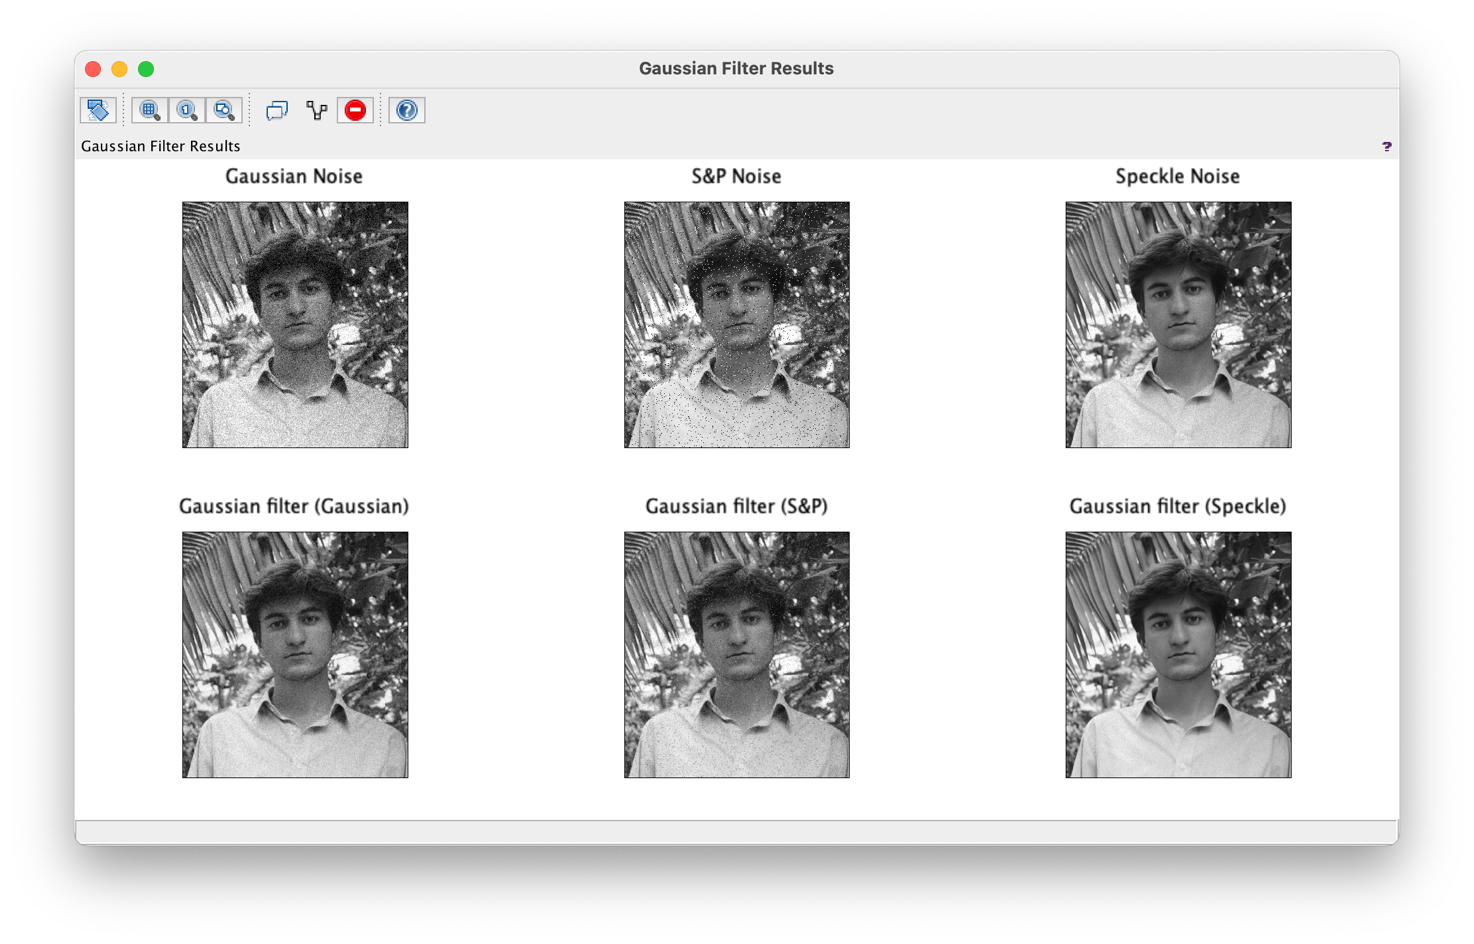 Gaussian Filter Results
Gaussian Filter Results ?
Gaussian Noise
S&P Noise
Speckle Noise
Gaussian filter (Gaussian)
Gaussian filter (S&P)
Gaussian filter (Speckle)